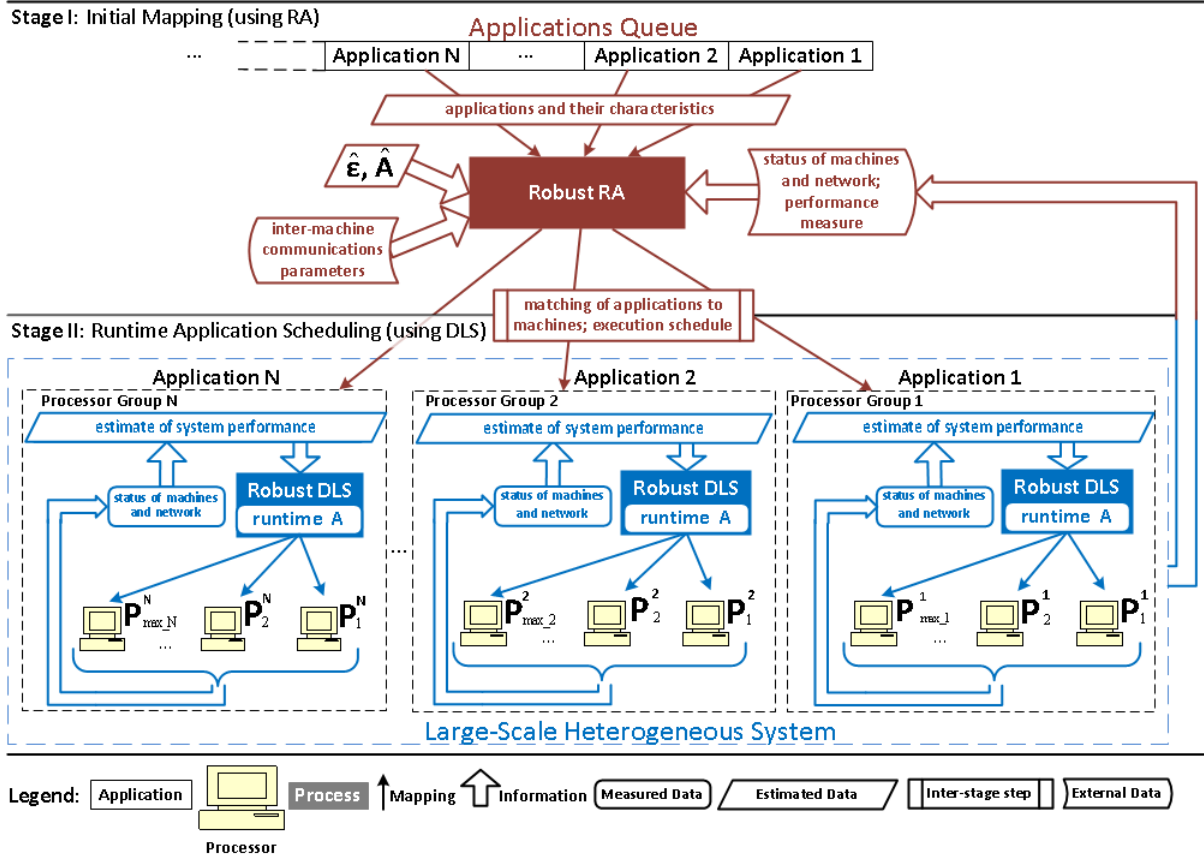 Stage I: Initial Mapping (using RA)
Applications Queue
... Application N ... Application 2 Application 1
applications and their characteristics
ε̂, Â
Robust RA
status of machines
and network;
performance
measure
inter-machine
communications
parameters
matching of applications to
machines; execution schedule
Stage II: Runtime Application Scheduling (using DLS)
Application N
Processor Group N
estimate of system performance
Robust DLS
runtime A
status of machines
and network
P^N_max_N ... P^N_2 P^N_1
...
Application 2
Processor Group 2
estimate of system performance
Robust DLS
runtime A
status of machines
and network
P^2_max_2 ... P^2_2 P^2_1
Application 1
Processor Group 1
estimate of system performance
Robust DLS
runtime A
status of machines
and network
P^1_max_1 ... P^1_2 P^1_1
Large-Scale Heterogeneous System
Legend: Application Processor Process Mapping Information Measured Data Estimated Data Inter-stage step External Data